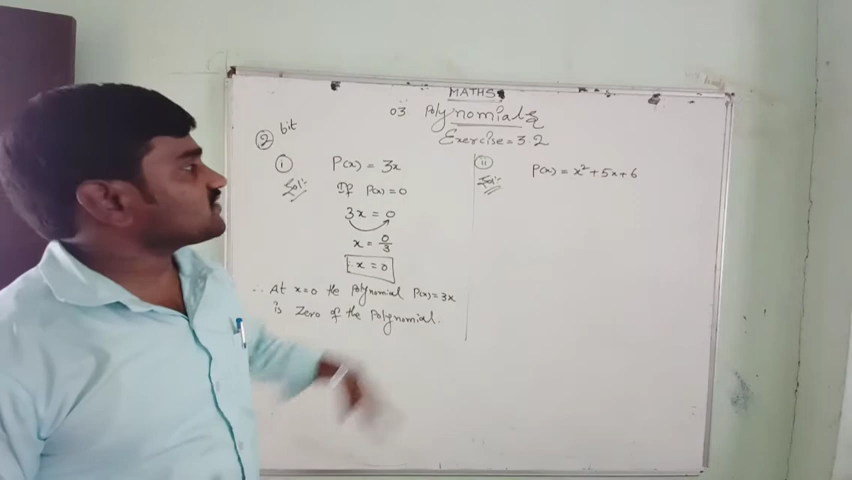 MATHS
03 Polynomials
Exercise = 3.2
② bit
ⓘ P(x) = 3x
Sol:-
If P(x) = 0
3x = 0
x = 0/3
∴ x = 0
∴ At x=0 the polynomial P(x) = 3x
is Zero of the Polynomial.
ⓘⓘ P(x) = x² + 5x + 6
Sol:-